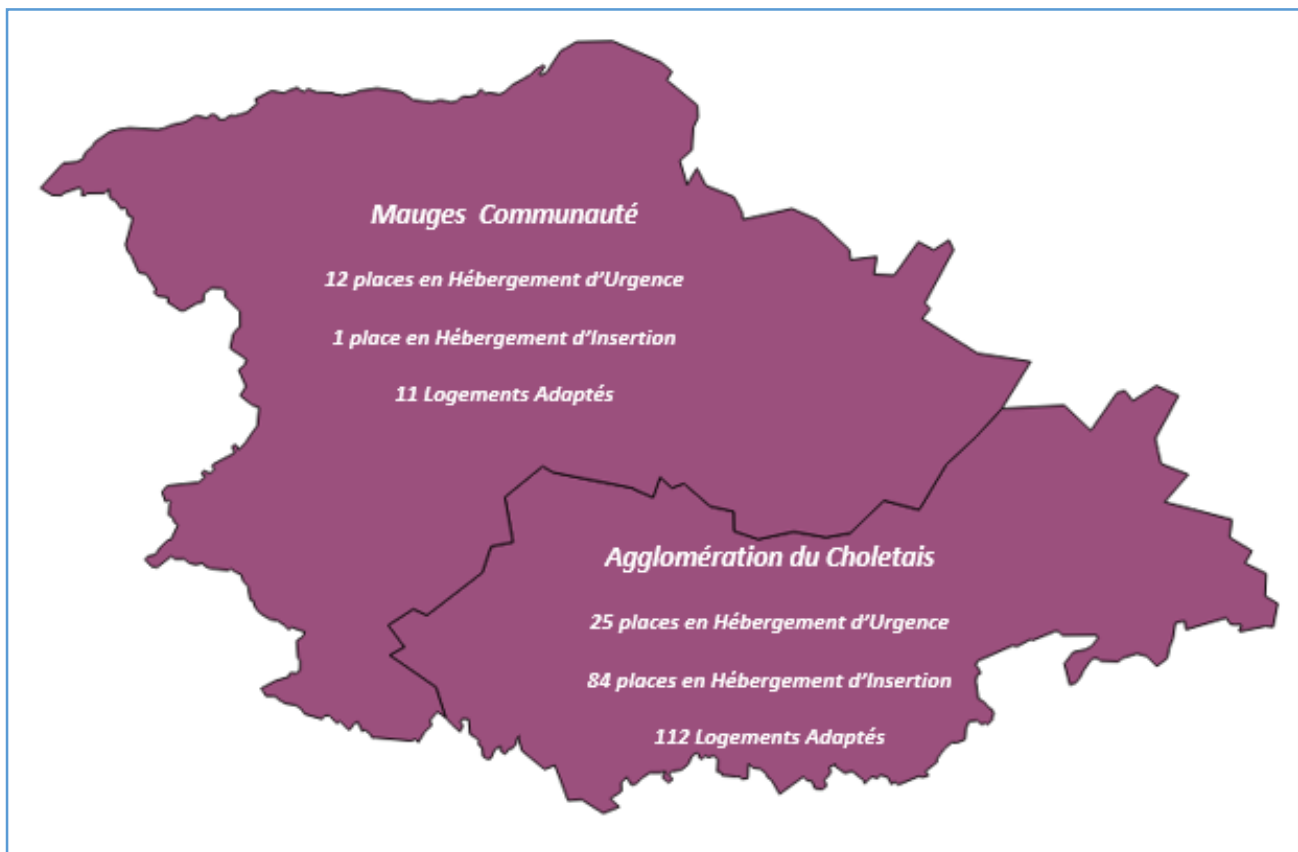 Mauges Communauté
12 places en Hébergement d'Urgence
1 place en Hébergement d'Insertion
11 Logements Adaptés
Agglomération du Choletais
25 places en Hébergement d'Urgence
84 places en Hébergement d'Insertion
112 Logements Adaptés